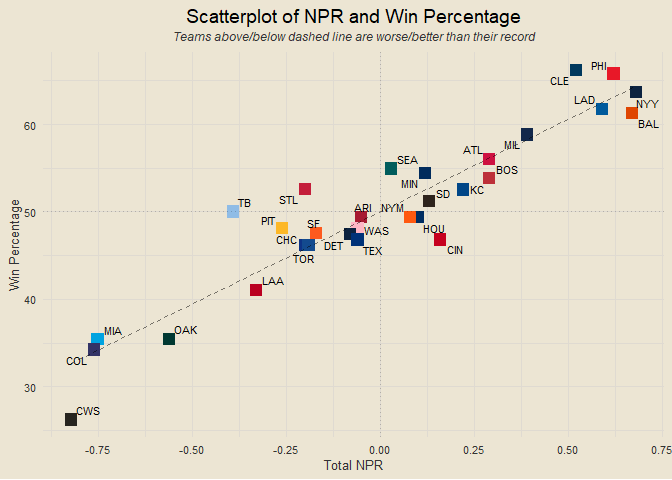 Scatterplot of NPR and Win Percentage
Teams above/below dashed line are worse/better than their record
PHI
CLE
LAD
NYY
BAL
60
MIL
ATL
SEA
BOS
MIN
KC
STL
SD
TB
50
ARI
NYM
PIT
SF
HOU
WAS
CHC
DET
CIN
TEX
TOR
LAA
40
MIA
OAK
COL
30
CWS
Win Percentage
-0.75
-0.50
-0.25
0.00
0.25
0.50
0.75
Total NPR